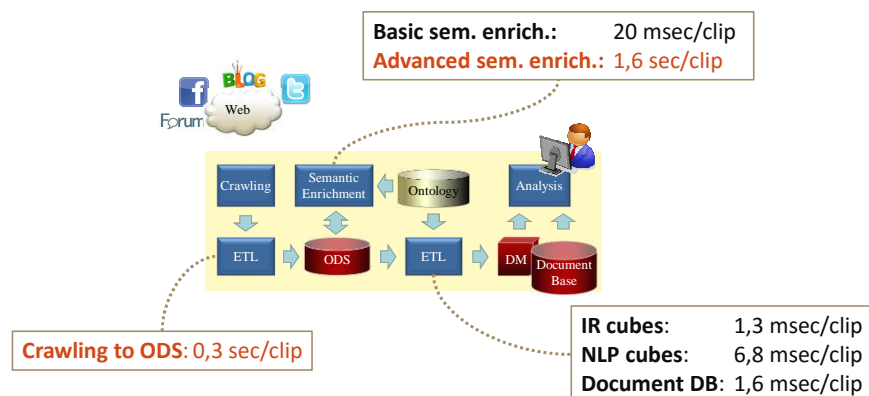 Basic sem. enrich.: 20 msec/clip
Advanced sem. enrich.: 1,6 sec/clip
BLOG
f
t
Web
Forum
Crawling
Semantic
Enrichment
Ontology
Analysis
ETL
ODS
ETL
DM
Document
Base
Crawling to ODS: 0,3 sec/clip
IR cubes: 1,3 msec/clip
NLP cubes: 6,8 msec/clip
Document DB: 1,6 msec/clip